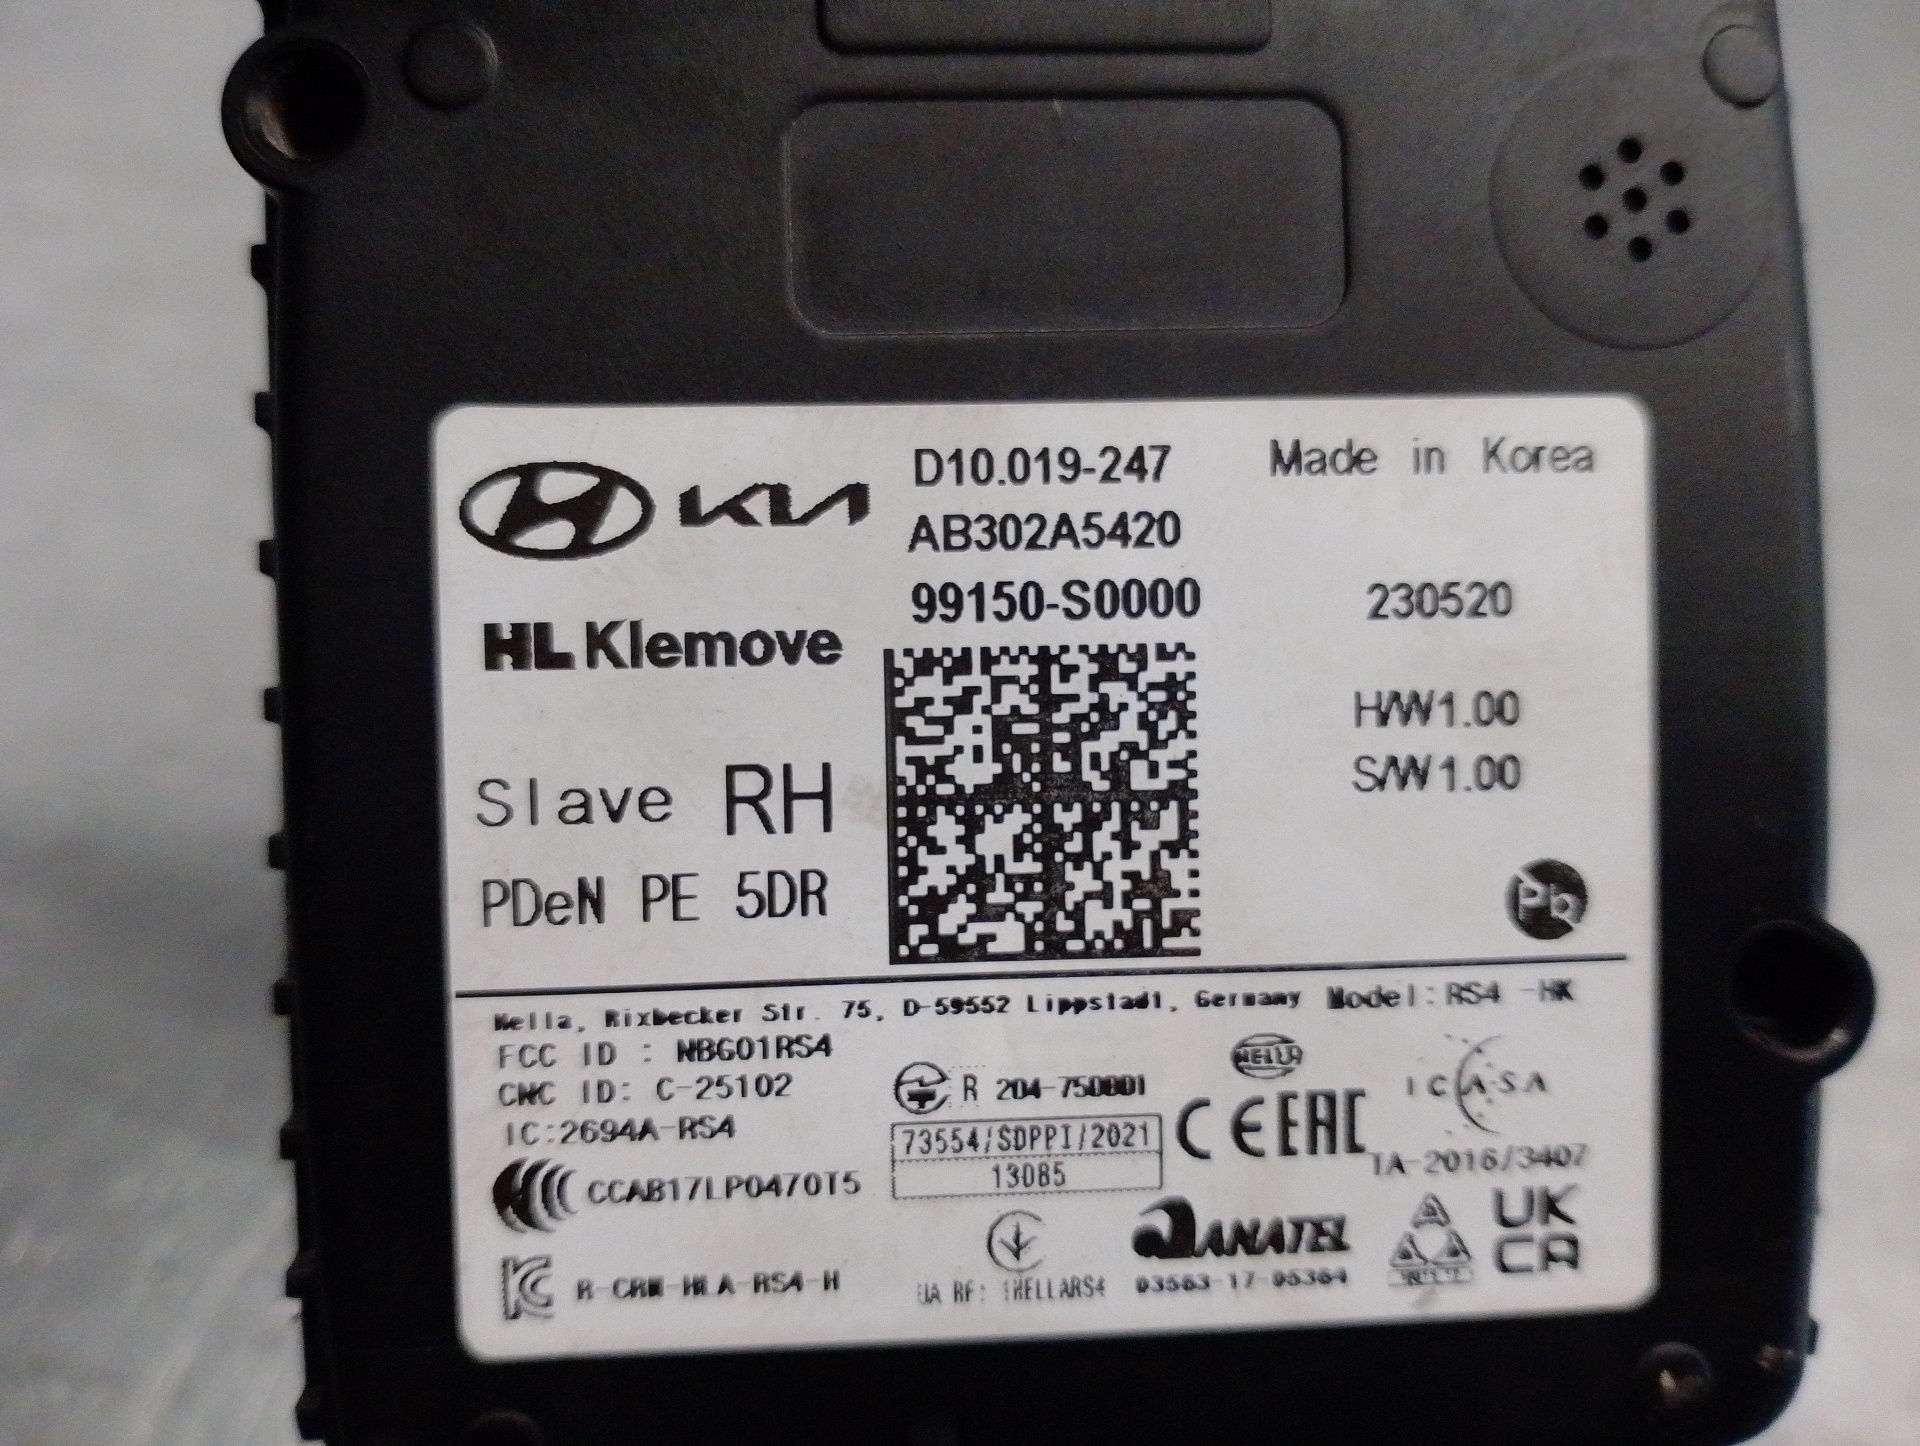 KIA
D10.019-247
Made in Korea
AB302A5420
99150-S0000
230520
HL Klemove
H/W1.00
S/W1.00
Slave RH
PDeN PE 5DR
Pb
Hella, Rixbecker Str. 75, D-59552 Lippstadt, Germany Model: RS4 -HK
FCC ID : NBG01RS4
CNC ID: C-25102
IC:2694A-RS4
R 204-750001
HELLA
ICASA
73554/SDPPI/2021
13085
CE EAC
TA-2016/3407
CCAB17LP0470T5
ANATEL
UK
CA
R-CRM-HLA-RS4-H
UA RF: 1HELLARS4
03563-17-05364